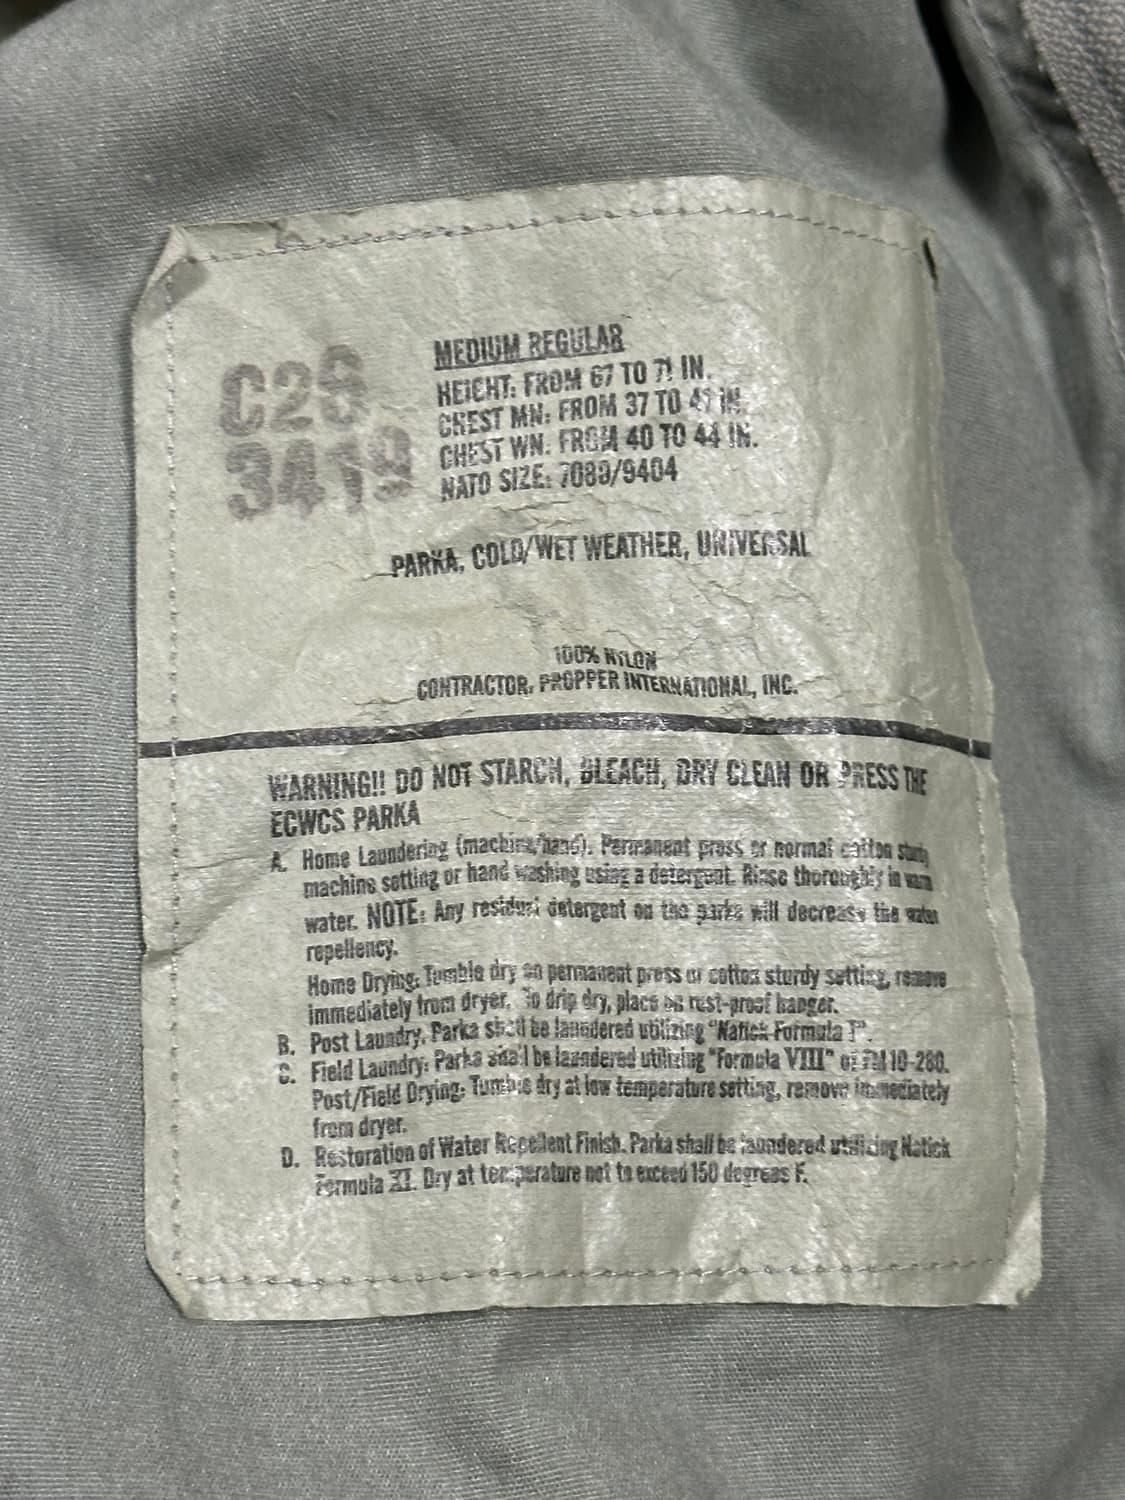 C26
3419
MEDIUM REGULAR
HEIGHT: FROM 67 TO 71 IN.
CHEST MN: FROM 37 TO 41 IN.
CHEST WN: FROM 40 TO 44 IN.
NATO SIZE: 7080/9404
PARKA, COLD/WET WEATHER, UNIVERSAL
100% NYLON
CONTRACTOR, PROPPER INTERNATIONAL, INC.
WARNING!! DO NOT STARCH, BLEACH, DRY CLEAN OR PRESS THE
ECWCS PARKA
A. Home Laundering (machine/hand). Permanent press or normal cotton sturdy
machine setting or hand washing using a detergent. Rinse thoroughly in warm
water. NOTE: Any residual detergent on the parka will decrease the water
repellency.
Home Drying: Tumble dry on permanent press or cotton sturdy setting, remove
immediately from dryer. To drip dry, place on rust-proof hanger.
B. Post Laundry. Parka shall be laundered utilizing "Natick Formula I".
C. Field Laundry: Parka shall be laundered utilizing "Formula VIII" of FM 10-280.
Post/Field Drying: Tumble dry at low temperature setting, remove immediately
from dryer.
D. Restoration of Water Repellent Finish. Parka shall be laundered utilizing Natick
Formula XI. Dry at temperature not to exceed 150 degrees F.